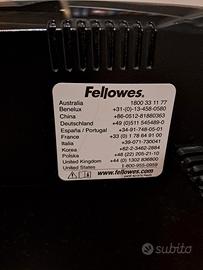 Fellowes.
Australia 1800 33 11 77
Benelux +31-(0)-13-458-0580
China +86-0512-81880363
Deutschland +49 (0)511 545489-0
España / Portugal +34-91-748-05-01
France +33 (0) 1 78 64 91 00
Italia +39-071-730041
Korea +82-2-3462-2884
Polska +48 (22) 205-21-10
United Kingdom +44 (0) 1302 836800
United States 1-800-955-0959
www.fellowes.com
subito